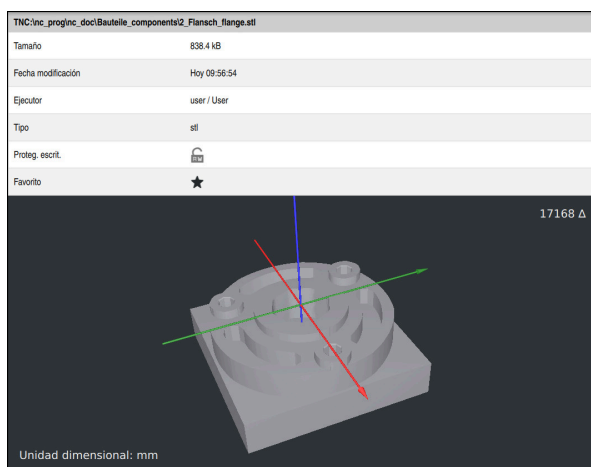 TNC:\nc_prog\nc_doc\Bauteile_components\2_Flansch_flange.stl
Tamaño 838.4 kB
Fecha modificación Hoy 09:56:54
Ejecutor user / User
Tipo stl
Proteg. escrit. RW
Favorito
17168 Δ
Unidad dimensional: mm